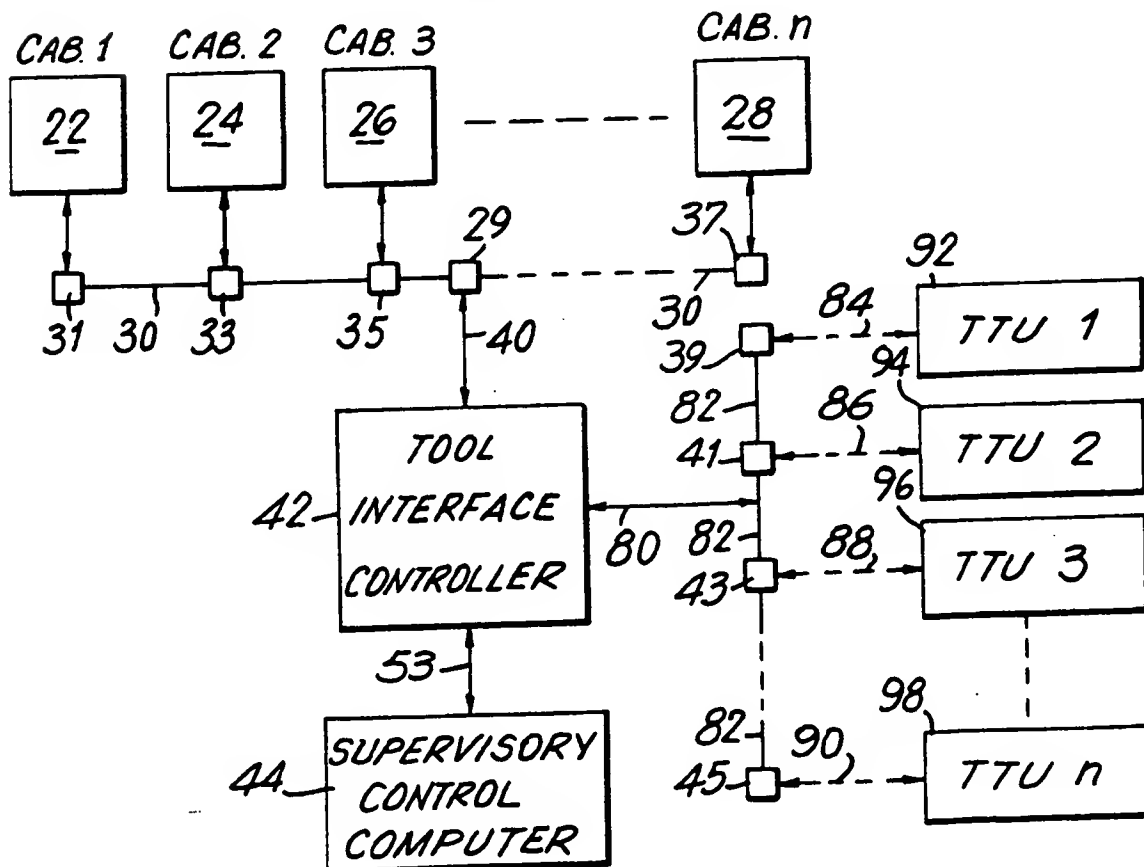 CAB. 1 CAB. 2 CAB. 3 CAB. n
22 24 26 28
29 37
31 30 33 35 40 30
92
84 TTU 1
39
94
82 86 TTU 2
41
96
TOOL
INTERFACE
CONTROLLER
42
80 82 88 TTU 3
43
53
98
82 90 TTU n
45
44
SUPERVISORY
CONTROL
COMPUTER